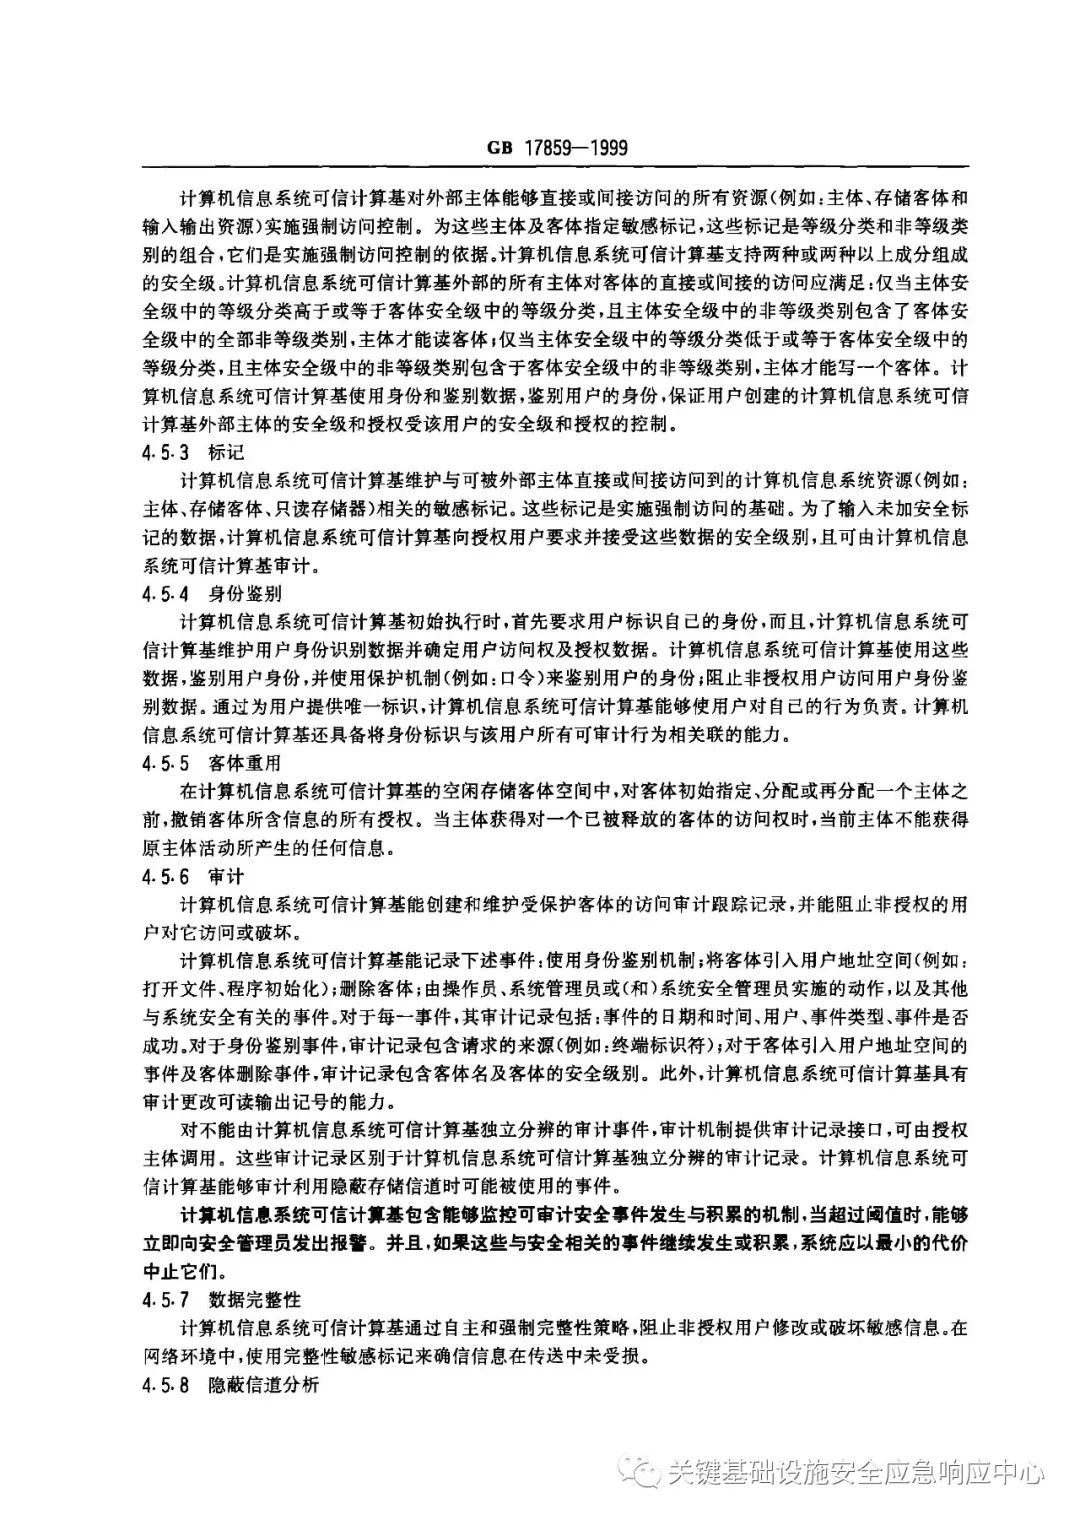 GB 17859—1999
计算机信息系统可信计算基对外部主体能够直接或间接访问的所有资源(例如:主体、存储客体和
输入输出资源)实施强制访问控制。为这些主体及客体指定敏感标记,这些标记是等级分类和非等级类
别的组合,它们是实施强制访问控制的依据。计算机信息系统可信计算基支持两种或两种以上成分组成
的安全级。计算机信息系统可信计算基外部的所有主体对客体的直接或间接的访问应满足:仅当主体安
全级中的等级分类高于或等于客体安全级中的等级分类,且主体安全级中的非等级类别包含了客体安
全级中的全部非等级类别,主体才能读客体;仅当主体安全级中的等级分类低于或等于客体安全级中的
等级分类,且主体安全级中的非等级类别包含于客体安全级中的非等级类别,主体才能写一个客体。计
算机信息系统可信计算基使用身份和鉴别数据,鉴别用户的身份,保证用户创建的计算机信息系统可信
计算基外部主体的安全级和授权受该用户的安全级和授权的控制。
4.5.3 标记
计算机信息系统可信计算基维护与可被外部主体直接或间接访问到的计算机信息系统资源(例如:
主体、存储客体、只读存储器)相关的敏感标记。这些标记是实施强制访问的基础。为了输入未加安全标
记的数据,计算机信息系统可信计算基向授权用户要求并接受这些数据的安全级别,且可由计算机信息
系统可信计算基审计。
4.5.4 身份鉴别
计算机信息系统可信计算基初始执行时,首先要求用户标识自己的身份,而且,计算机信息系统可
信计算基维护用户身份识别数据并确定用户访问权及授权数据。计算机信息系统可信计算基使用这些
数据,鉴别用户身份,并使用保护机制(例如:口令)来鉴别用户的身份;阻止非授权用户访问用户身份鉴
别数据。通过为用户提供唯一标识,计算机信息系统可信计算基能够使用户对自己的行为负责。计算机
信息系统可信计算基还具备将身份标识与该用户所有可审计行为相关联的能力。
4.5.5 客体重用
在计算机信息系统可信计算基的空闲存储客体空间中,对客体初始指定、分配或再分配一个主体之
前,撤销客体所含信息的所有授权。当主体获得对一个已被释放的客体的访问权时,当前主体不能获得
原主体活动所产生的任何信息。
4.5.6 审计
计算机信息系统可信计算基能创建和维护受保护客体的访问审计跟踪记录,并能阻止非授权的用
户对它访问或破坏。
计算机信息系统可信计算基能记录下述事件:使用身份鉴别机制;将客体引入用户地址空间(例如:
打开文件、程序初始化);删除客体;由操作员、系统管理员或(和)系统安全管理员实施的动作,以及其他
与系统安全有关的事件。对于每一事件,其审计记录包括:事件的日期和时间、用户、事件类型、事件是否
成功。对于身份鉴别事件,审计记录包含请求的来源(例如:终端标识符);对于客体引入用户地址空间的
事件及客体删除事件,审计记录包含客体名及客体的安全级别。此外,计算机信息系统可信计算基具有
审计更改可读输出记号的能力。
对不能由计算机信息系统可信计算基独立分辨的审计事件,审计机制提供审计记录接口,可由授权
主体调用。这些审计记录区别于计算机信息系统可信计算基独立分辨的审计记录。计算机信息系统可
信计算基能够审计利用隐蔽存储信道时可能被使用的事件。
计算机信息系统可信计算基包含能够监控可审计安全事件发生与积累的机制,当超过阈值时,能够
立即向安全管理员发出报警。并且,如果这些与安全相关的事件继续发生或积累,系统应以最小的代价
中止它们。
4.5.7 数据完整性
计算机信息系统可信计算基通过自主和强制完整性策略,阻止非授权用户修改或破坏敏感信息。在
网络环境中,使用完整性敏感标记来确信信息在传送中未受损。
4.5.8 隐蔽信道分析
关键基础设施安全应急响应中心